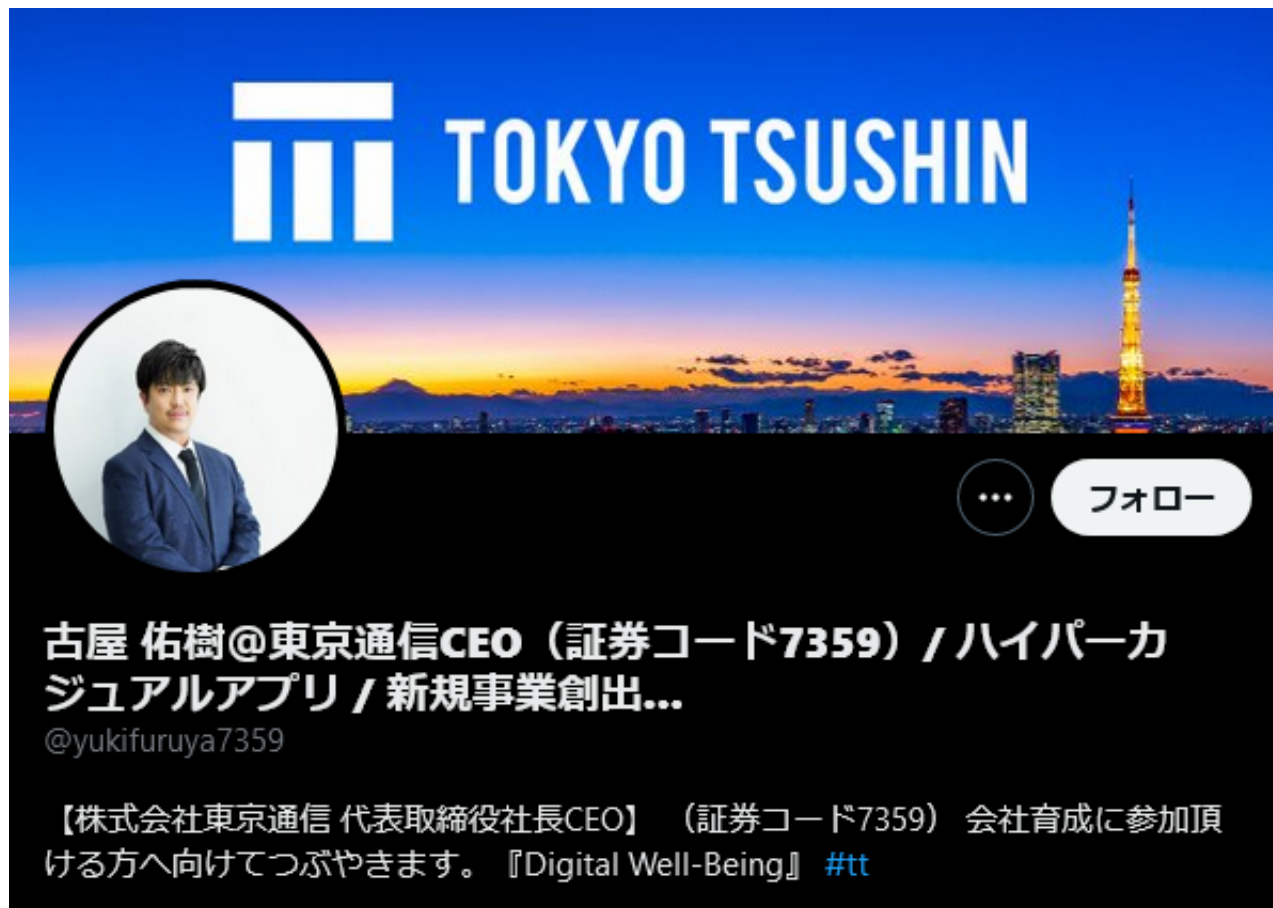 TOKYO TSUSHIN
フォロー
古屋 佑樹@東京通信CEO（証券コード7359）/ ハイパーカ
ジュアルアプリ / 新規事業創出...
@yukifuruya7359
【株式会社東京通信 代表取締役社長CEO】 （証券コード7359） 会社育成に参加頂
ける方へ向けてつぶやきます。『Digital Well-Being』 #tt